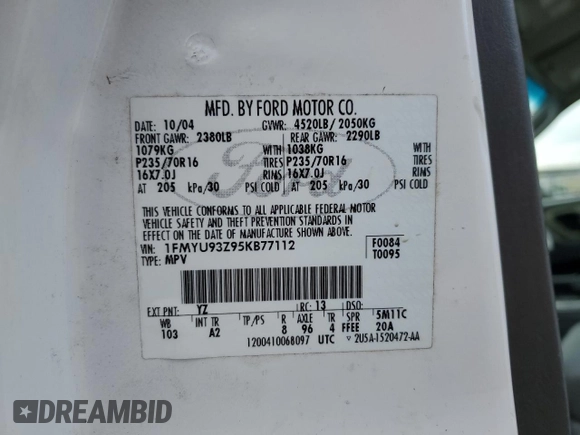 MFD. BY FORD MOTOR CO.
DATE: 10/04 GVWR: 4520LB/2050KG
FRONT GAWR: 2380LB REAR GAWR: 2290LB
1079KG WITH 1038KG WITH
P235/70R16 TIRES P235/70R16 TIRES
16X7.0J RIMS 16X7.0J RIMS
AT 205 kPa/30 PSI COLD AT 205 kPa/30 PSI COLD
Ford
THIS VEHICLE CONFORMS TO ALL APPLICABLE FEDERAL MOTOR
VEHICLE SAFETY AND THEFT PREVENTION STANDARDS IN
EFFECT ON THE DATE OF MANUFACTURE SHOWN ABOVE.
VIN: 1FMYU93Z95KB77112 F0084
TYPE: MPV T0095
EXT PNT: YZ RC: 13 DSO:
WB INT TR TP/PS R AXLE TR SPR 5M11C
103 A2 8 96 4 FFEE 20A
1200410068097 UTC 2U5A-1520472-AA
DREAMBID